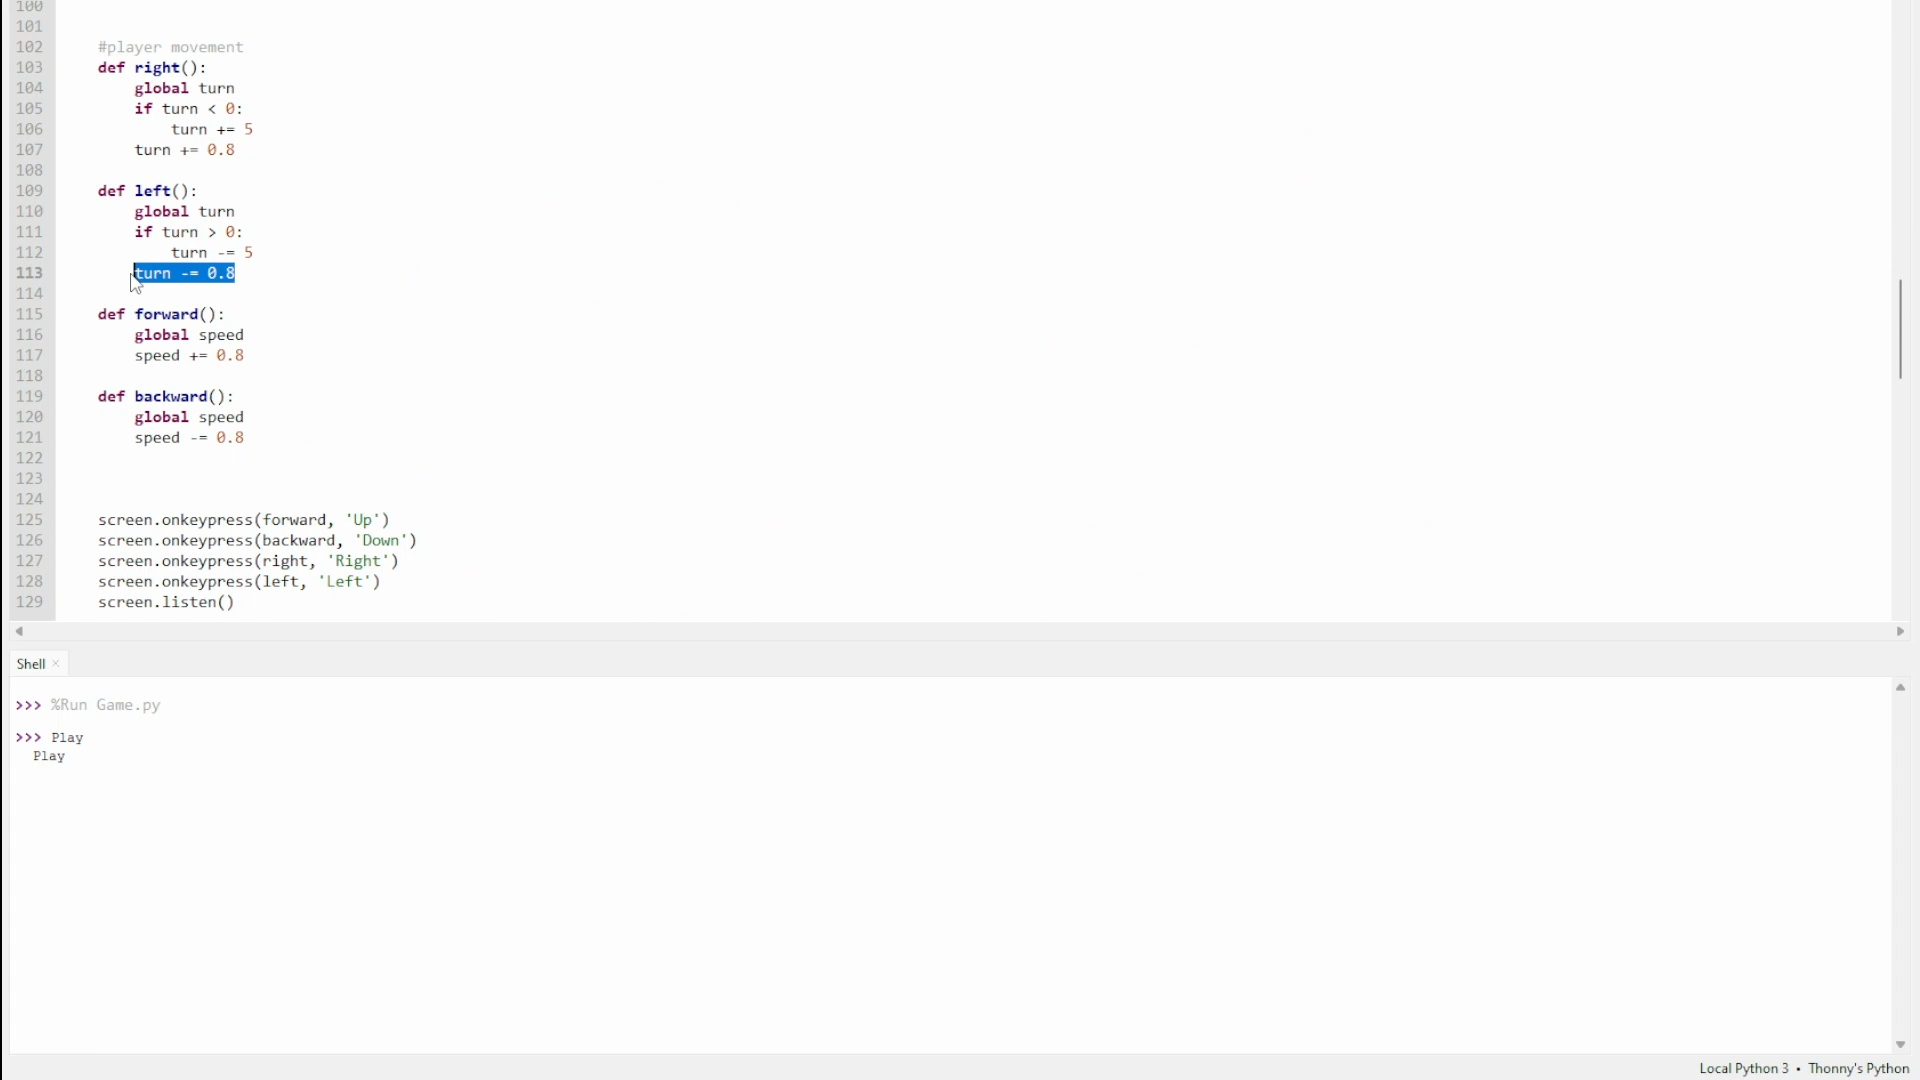 100
101
102 #player movement
103 def right():
104 global turn
105 if turn < 0:
106 turn += 5
107 turn += 0.8
108
109 def left():
110 global turn
111 if turn > 0:
112 turn -= 5
113 turn -= 0.8
114
115 def forward():
116 global speed
117 speed += 0.8
118
119 def backward():
120 global speed
121 speed -= 0.8
122
123
124
125 screen.onkeypress(forward, 'Up')
126 screen.onkeypress(backward, 'Down')
127 screen.onkeypress(right, 'Right')
128 screen.onkeypress(left, 'Left')
129 screen.listen()
Shell ×
>>> %Run Game.py
>>> Play
Play
Local Python 3 • Thonny's Python